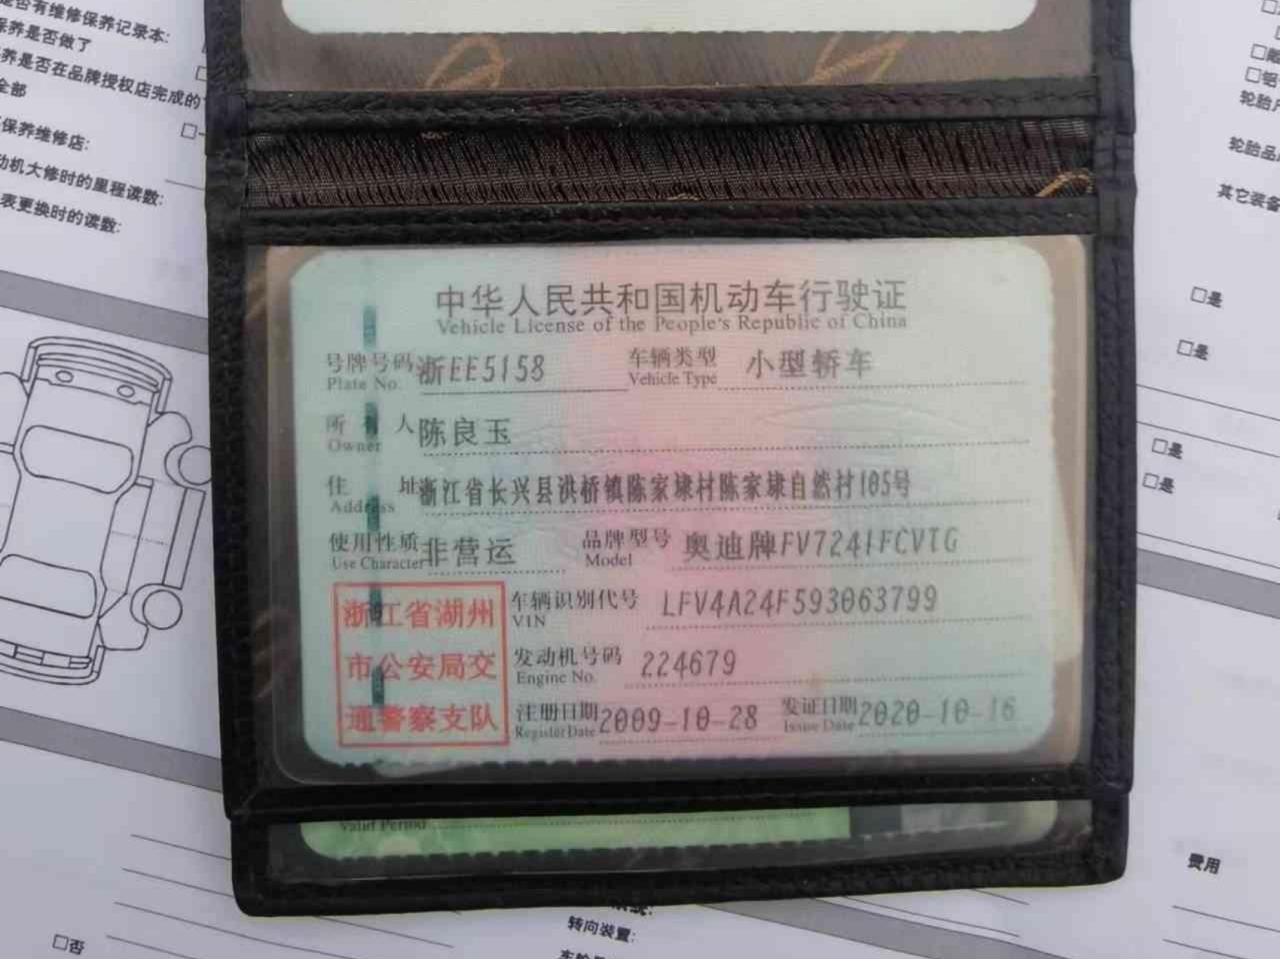 是否有维修保养记录本:
保养是否做了
养是否在品牌授权店完成的
全部
保养维修店:
动机大修时的里程读数:
表更换时的读数:
轮胎品
其它装备
□是
□是
□是
□是
中华人民共和国机动车行驶证
Vehicle License of the People's Republic of China
号牌号码 浙EE5158 车辆类型 小型轿车
Plate No. Vehicle Type
所有人 陈良玉
Owner
住址 浙江省长兴县洪桥镇陈家埭村陈家埭自然村105号
Address
使用性质 非营运 品牌型号 奥迪牌FV7241FCVTG
Use Character Model
浙江省湖州
市公安局交
通警察支队
车辆识别代号 LFV4A24F593063799
VIN
发动机号码 224679
Engine No.
注册日期 2009-10-28 发证日期 2020-10-16
Register Date Issue Date
Valid Period
费用
□否
转向装置: